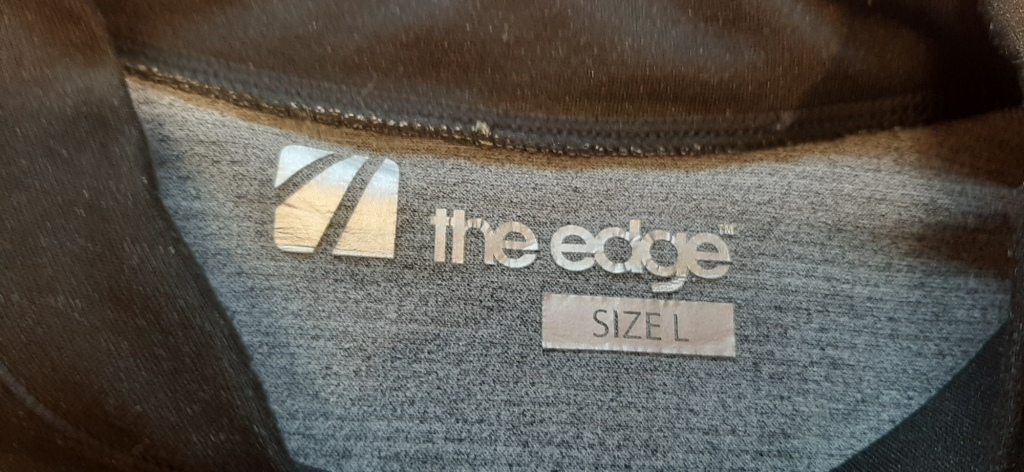 the edge™
SIZE L